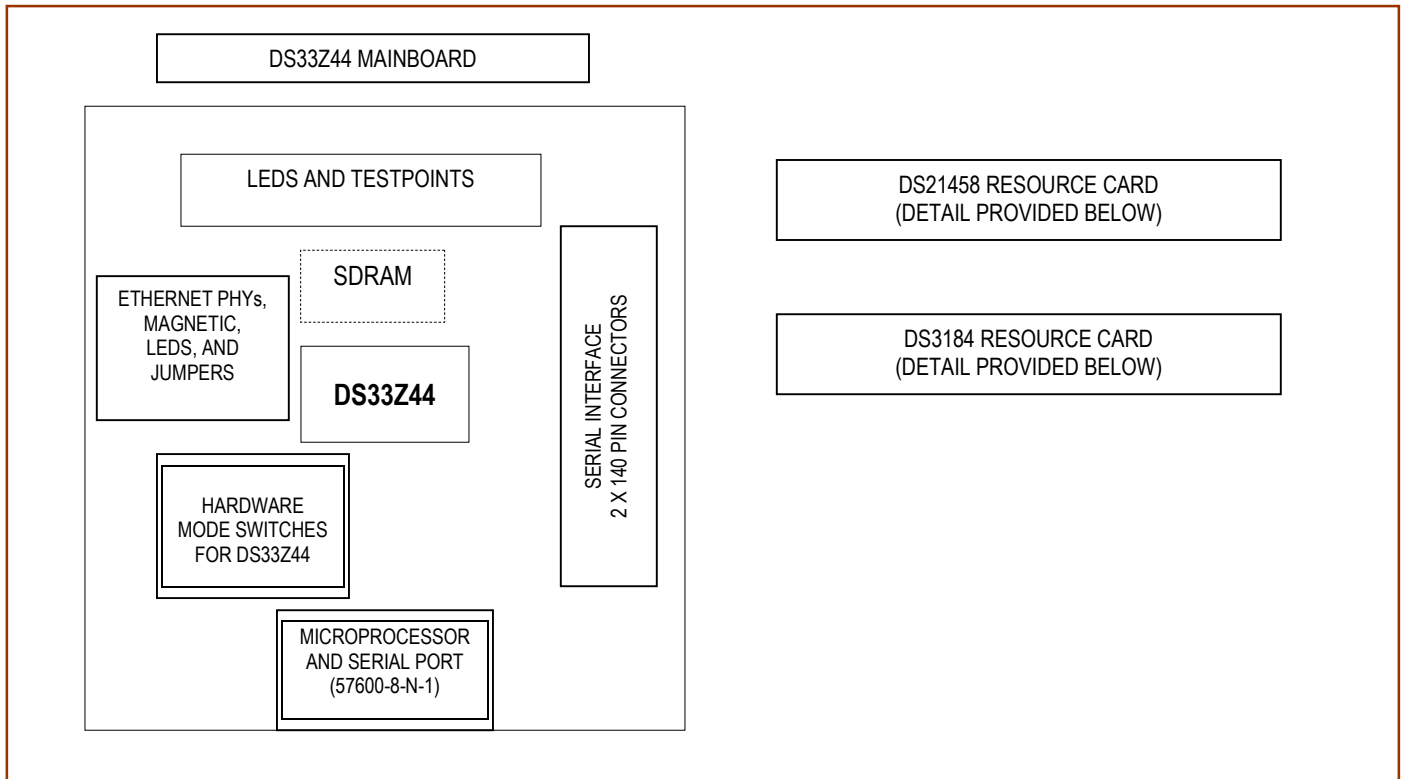 DS33Z44 MAINBOARD
LEDS AND TESTPOINTS
SDRAM
ETHERNET PHYs,
MAGNETIC,
LEDS, AND
JUMPERS
DS33Z44
SERIAL INTERFACE
2 X 140 PIN CONNECTORS
HARDWARE
MODE SWITCHES
FOR DS33Z44
MICROPROCESSOR
AND SERIAL PORT
(57600-8-N-1)
DS21458 RESOURCE CARD
(DETAIL PROVIDED BELOW)
DS3184 RESOURCE CARD
(DETAIL PROVIDED BELOW)